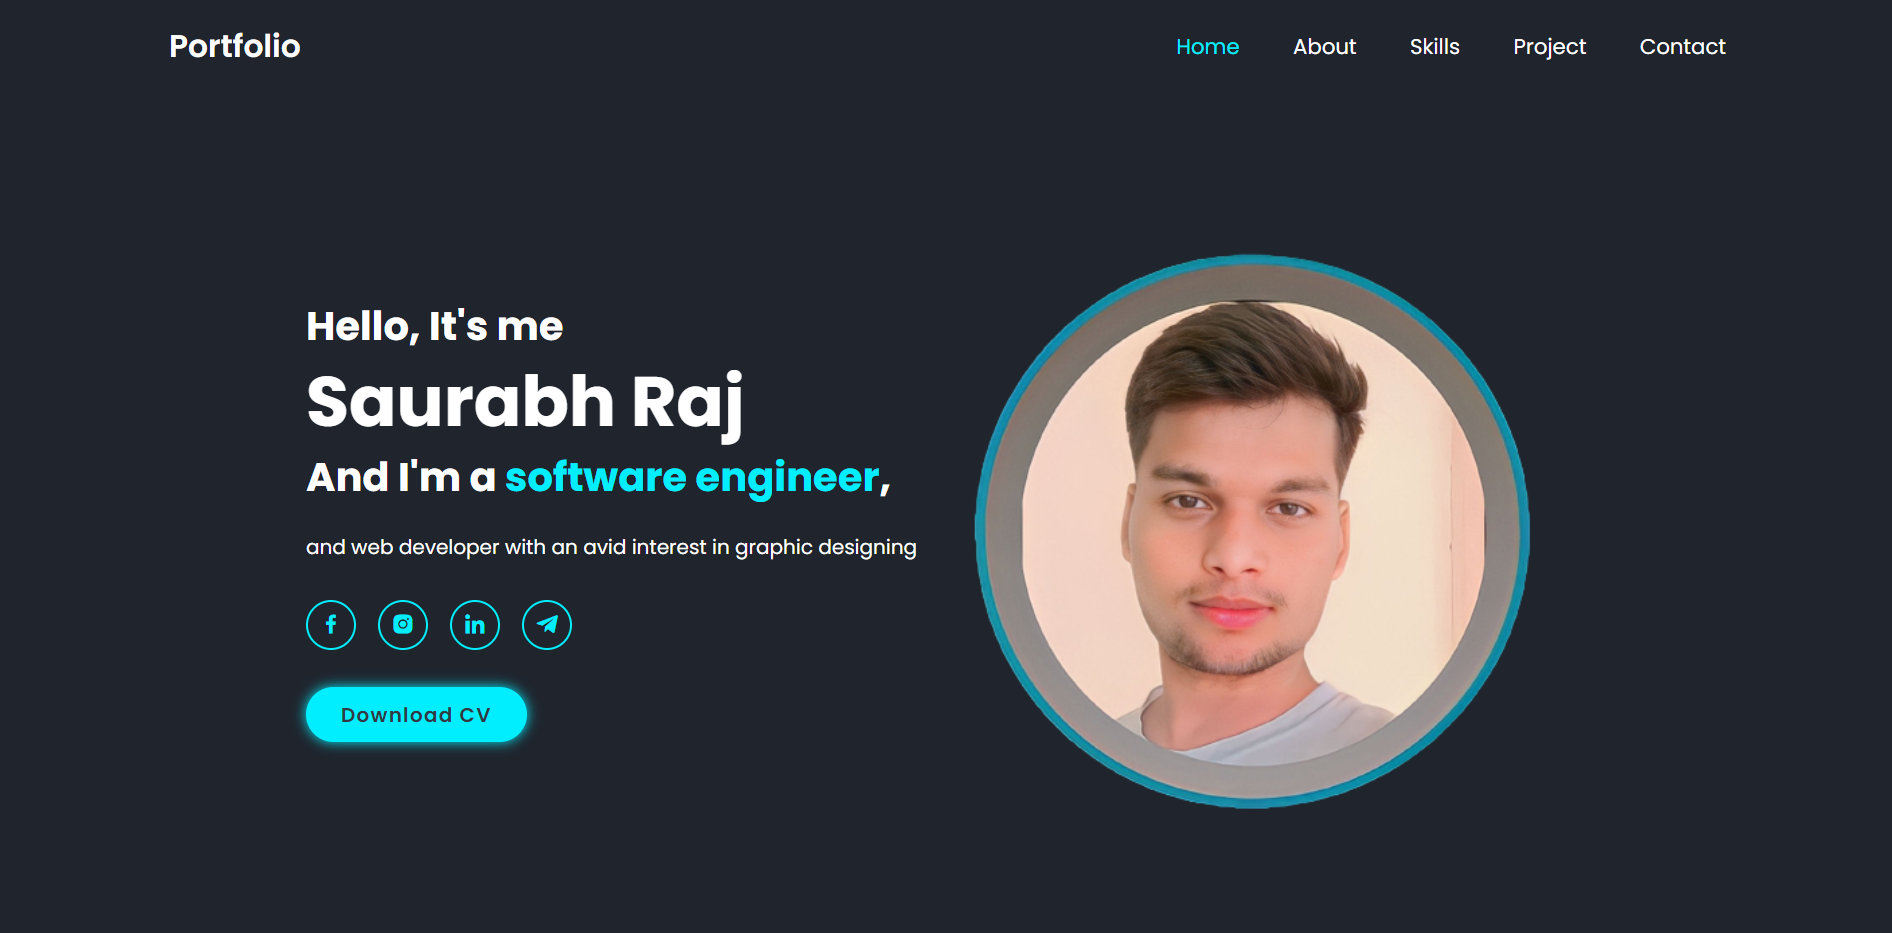 Portfolio
Home About Skills Project Contact
Hello, It's me
Saurabh Raj
And I'm a software engineer,
and web developer with an avid interest in graphic designing
Download CV